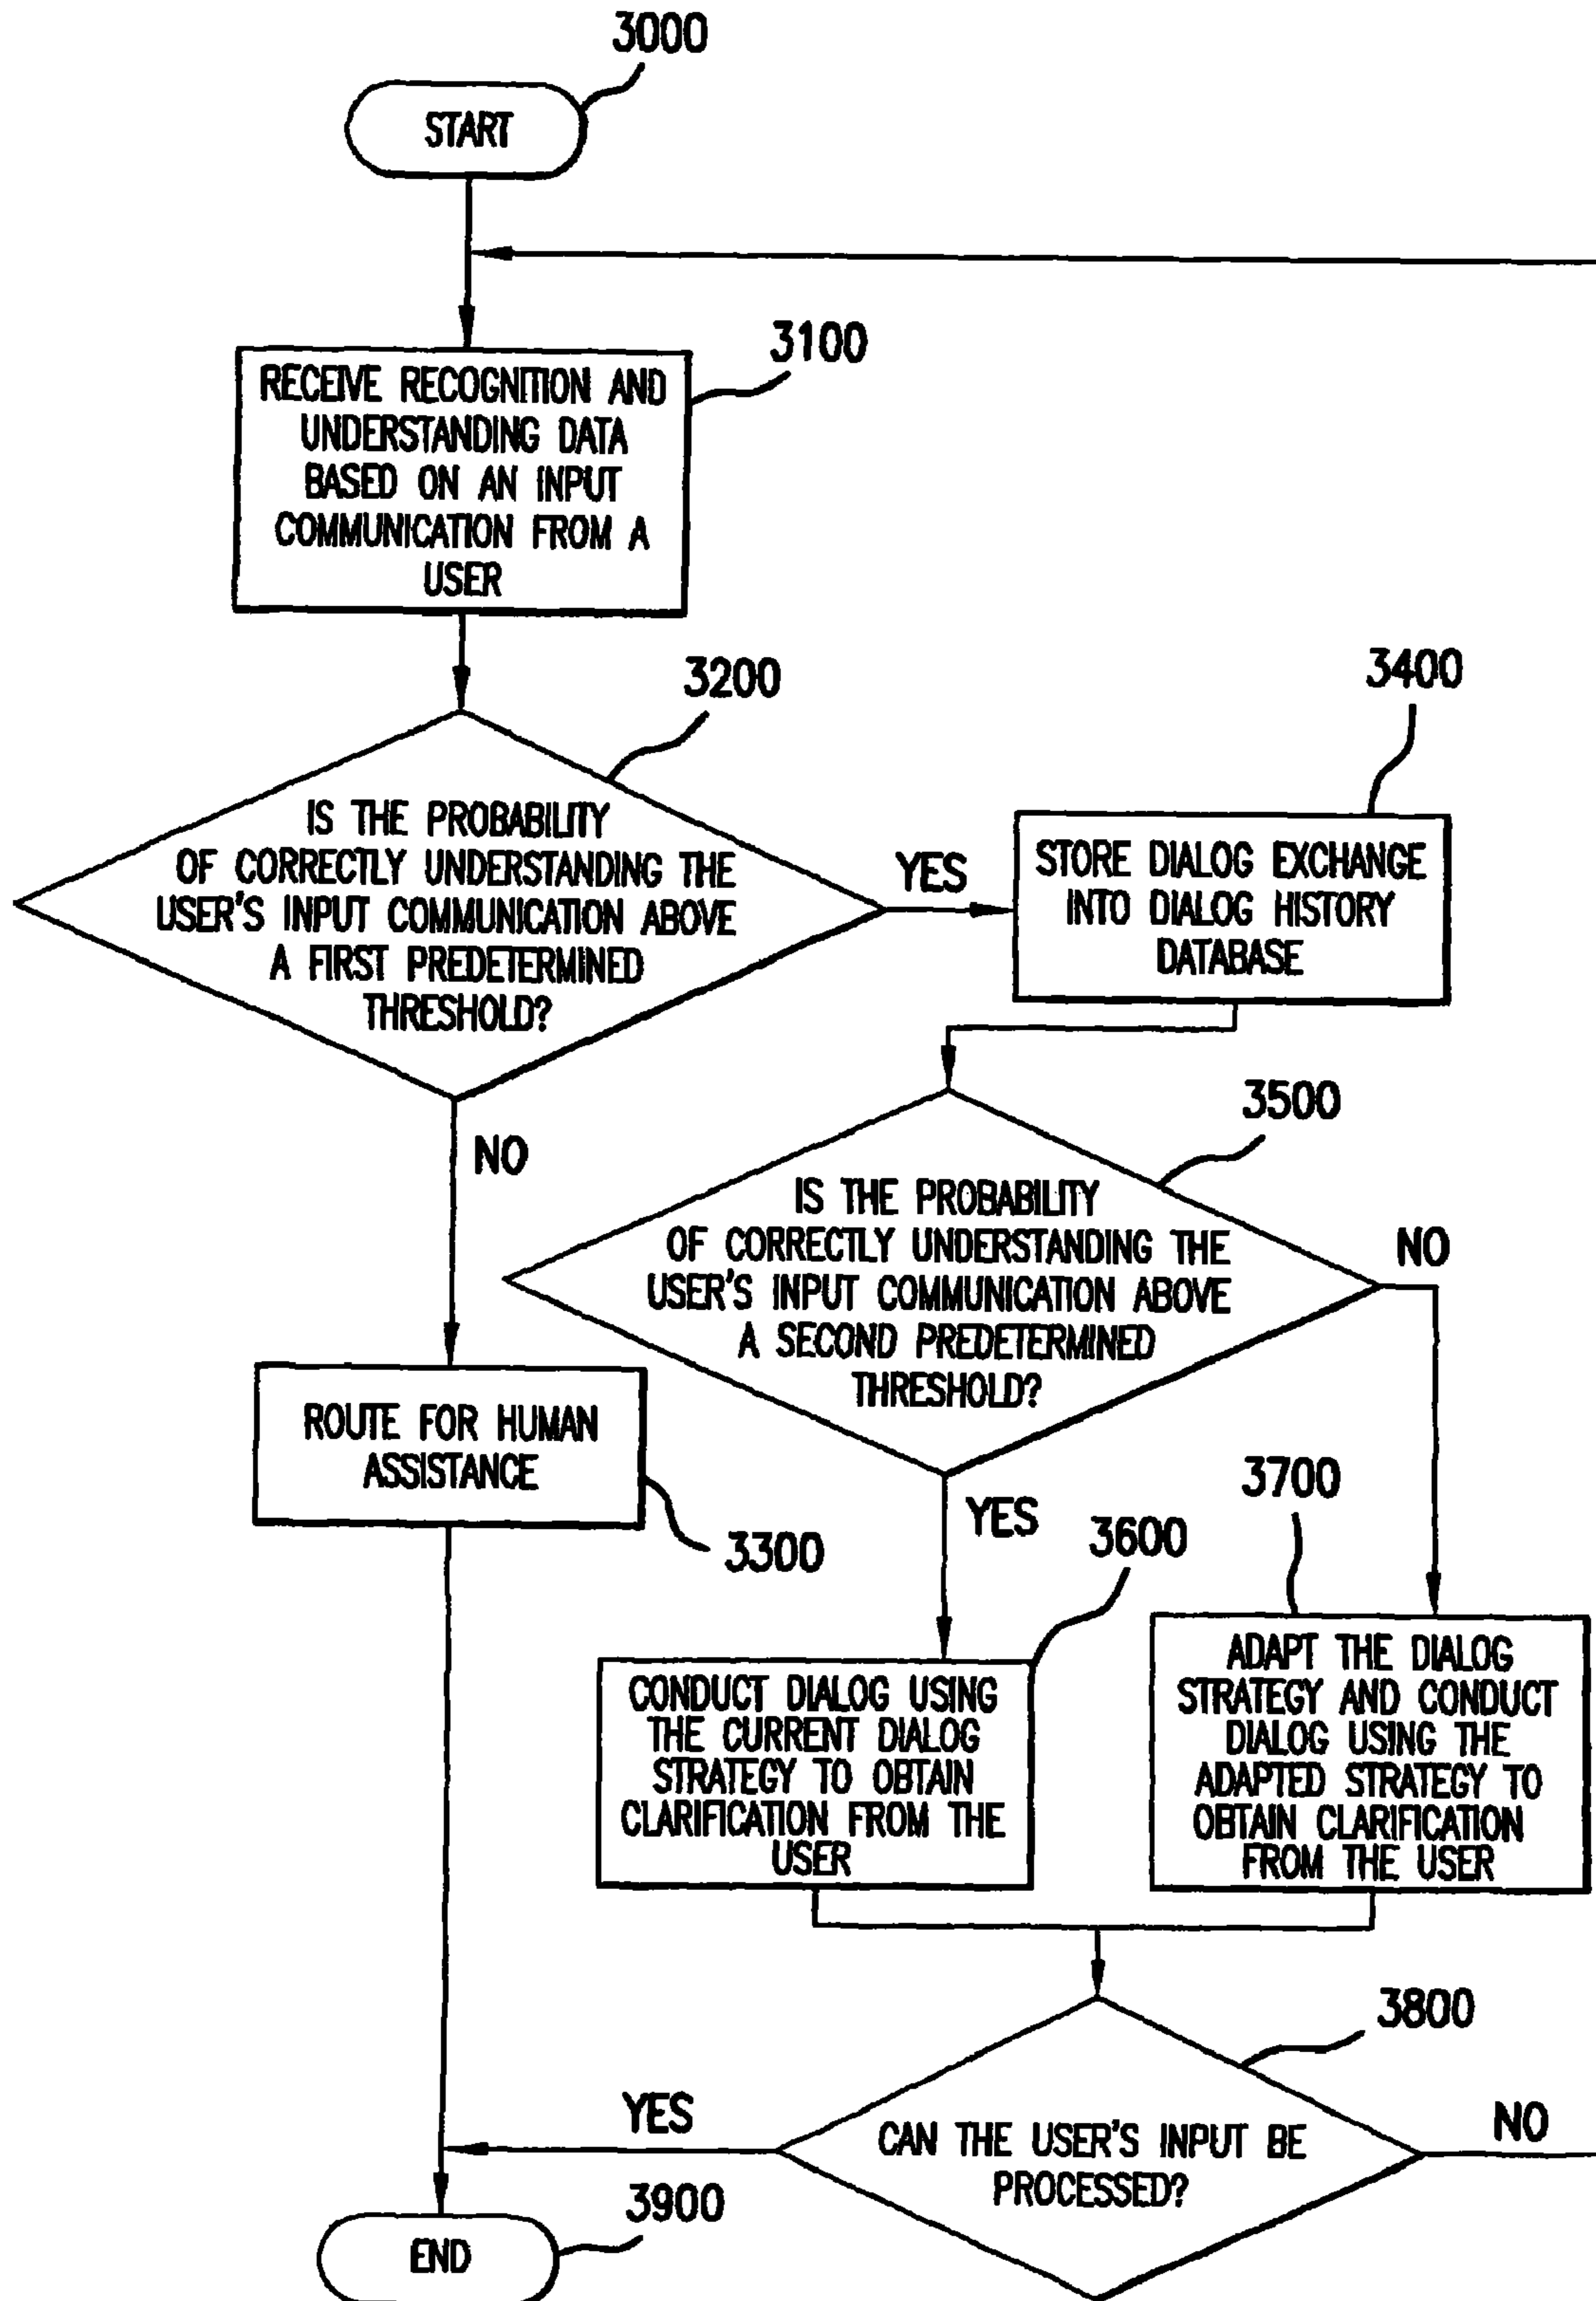 3000
START
3100
RECEIVE RECOGNITION AND
UNDERSTANDING DATA
BASED ON AN INPUT
COMMUNICATION FROM A
USER
3200
IS THE PROBABILITY
OF CORRECTLY UNDERSTANDING THE
USER'S INPUT COMMUNICATION ABOVE
A FIRST PREDETERMINED
THRESHOLD?
YES
3400
STORE DIALOG EXCHANGE
INTO DIALOG HISTORY
DATABASE
NO
3500
IS THE PROBABILITY
OF CORRECTLY UNDERSTANDING THE
USER'S INPUT COMMUNICATION ABOVE
A SECOND PREDETERMINED
THRESHOLD?
NO
ROUTE FOR HUMAN
ASSISTANCE
3300
YES
3600
CONDUCT DIALOG USING
THE CURRENT DIALOG
STRATEGY TO OBTAIN
CLARIFICATION FROM THE
USER
3700
ADAPT THE DIALOG
STRATEGY AND CONDUCT
DIALOG USING THE
ADAPTED STRATEGY TO
OBTAIN CLARIFICATION
FROM THE USER
3800
CAN THE USER'S INPUT BE
PROCESSED?
YES
NO
3900
END